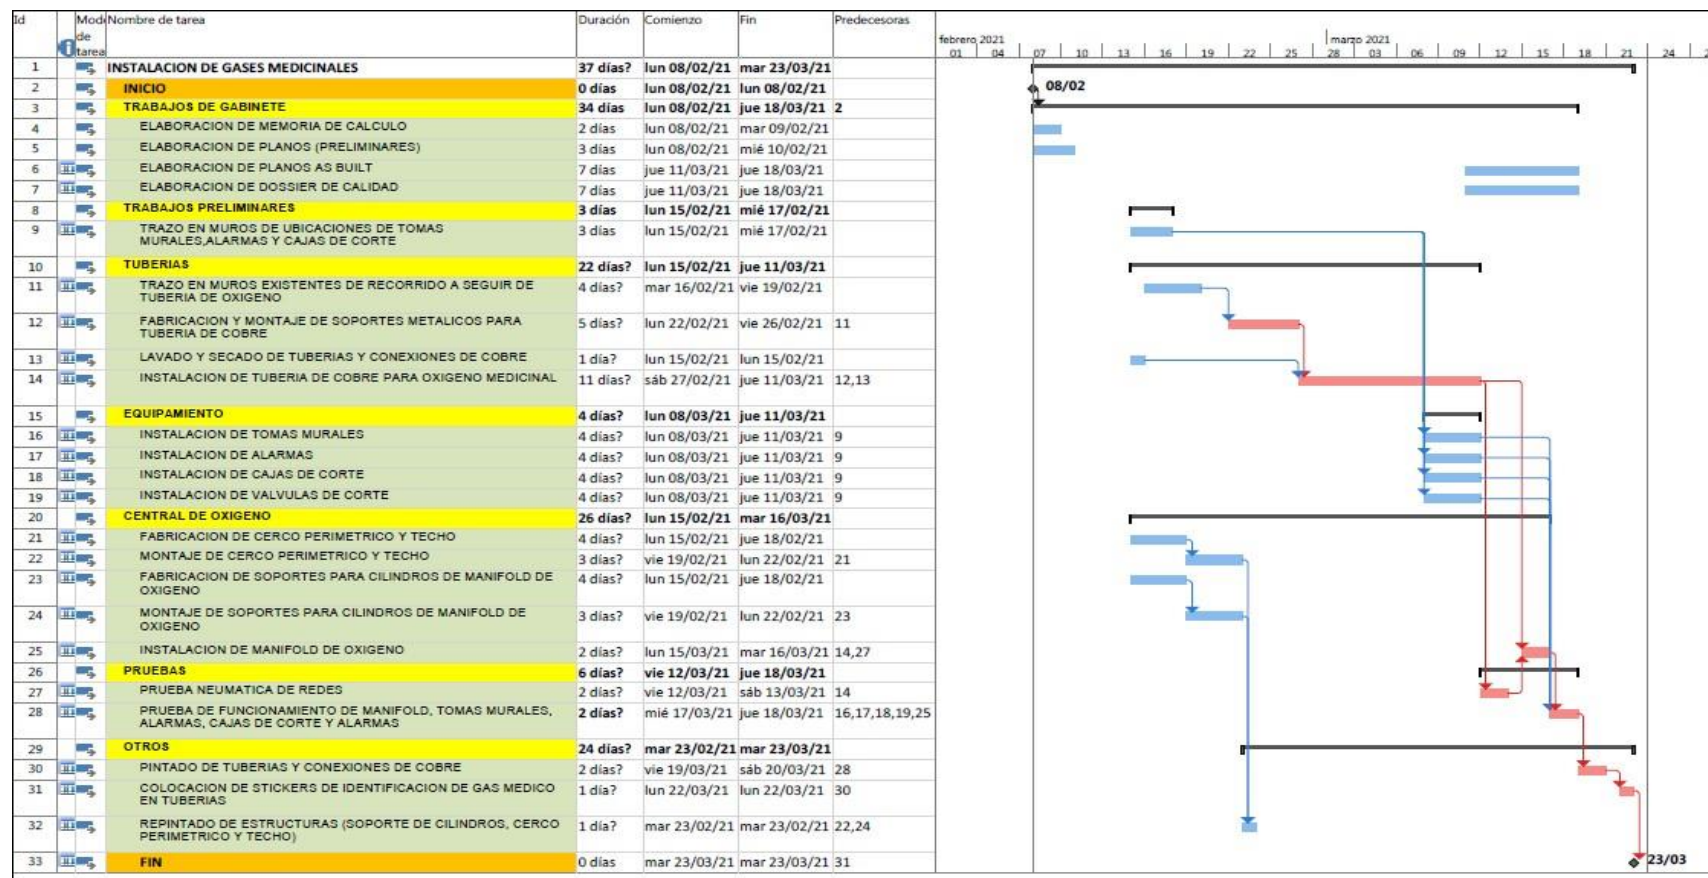 Id Modo de tarea Nombre de tarea Duración Comienzo Fin Predecesoras
febrero 2021 marzo 2021
01 04 07 10 13 16 19 22 25 28 03 06 09 12 15 18 21 24
1 INSTALACION DE GASES MEDICINALES 37 días? lun 08/02/21 mar 23/03/21
2 INICIO 0 días lun 08/02/21 lun 08/02/21 08/02
3 TRABAJOS DE GABINETE 34 días lun 08/02/21 jue 18/03/21 2
4 ELABORACION DE MEMORIA DE CALCULO 2 días lun 08/02/21 mar 09/02/21
5 ELABORACION DE PLANOS (PRELIMINARES) 3 días lun 08/02/21 mié 10/02/21
6 ELABORACION DE PLANOS AS BUILT 7 días jue 11/03/21 jue 18/03/21
7 ELABORACION DE DOSSIER DE CALIDAD 7 días jue 11/03/21 jue 18/03/21
8 TRABAJOS PRELIMINARES 3 días lun 15/02/21 mié 17/02/21
9 TRAZO EN MUROS DE UBICACIONES DE TOMAS 3 días lun 15/02/21 mié 17/02/21
MURALES,ALARMAS Y CAJAS DE CORTE
10 TUBERIAS 22 días? lun 15/02/21 jue 11/03/21
11 TRAZO EN MUROS EXISTENTES DE RECORRIDO A SEGUIR DE 4 días? mar 16/02/21 vie 19/02/21
TUBERIA DE OXIGENO
12 FABRICACION Y MONTAJE DE SOPORTES METALICOS PARA 5 días? lun 22/02/21 vie 26/02/21 11
TUBERIA DE COBRE
13 LAVADO Y SECADO DE TUBERIAS Y CONEXIONES DE COBRE 1 día? lun 15/02/21 lun 15/02/21
14 INSTALACION DE TUBERIA DE COBRE PARA OXIGENO MEDICINAL 11 días? sáb 27/02/21 jue 11/03/21 12,13
15 EQUIPAMIENTO 4 días? lun 08/03/21 jue 11/03/21
16 INSTALACION DE TOMAS MURALES 4 días? lun 08/03/21 jue 11/03/21 9
17 INSTALACION DE ALARMAS 4 días? lun 08/03/21 jue 11/03/21 9
18 INSTALACION DE CAJAS DE CORTE 4 días? lun 08/03/21 jue 11/03/21 9
19 INSTALACION DE VALVULAS DE CORTE 4 días? lun 08/03/21 jue 11/03/21 9
20 CENTRAL DE OXIGENO 26 días? lun 15/02/21 mar 16/03/21
21 FABRICACION DE CERCO PERIMETRICO Y TECHO 4 días? lun 15/02/21 jue 18/02/21
22 MONTAJE DE CERCO PERIMETRICO Y TECHO 3 días? vie 19/02/21 lun 22/02/21 21
23 FABRICACION DE SOPORTES PARA CILINDROS DE MANIFOLD DE 4 días? lun 15/02/21 jue 18/02/21
OXIGENO
24 MONTAJE DE SOPORTES PARA CILINDROS DE MANIFOLD DE 3 días? vie 19/02/21 lun 22/02/21 23
OXIGENO
25 INSTALACION DE MANIFOLD DE OXIGENO 2 días? lun 15/03/21 mar 16/03/21 14,27
26 PRUEBAS 6 días? vie 12/03/21 jue 18/03/21
27 PRUEBA NEUMATICA DE REDES 2 días? vie 12/03/21 sáb 13/03/21 14
28 PRUEBA DE FUNCIONAMIENTO DE MANIFOLD, TOMAS MURALES, 2 días? mié 17/03/21 jue 18/03/21 16,17,18,19,25
ALARMAS, CAJAS DE CORTE Y ALARMAS
29 OTROS 24 días? mar 23/02/21 mar 23/03/21
30 PINTADO DE TUBERIAS Y CONEXIONES DE COBRE 2 días? vie 19/03/21 sáb 20/03/21 28
31 COLOCACION DE STICKERS DE IDENTIFICACION DE GAS MEDICO 1 día? lun 22/03/21 lun 22/03/21 30
EN TUBERIAS
32 REPINTADO DE ESTRUCTURAS (SOPORTE DE CILINDROS, CERCO 1 día? mar 23/02/21 mar 23/02/21 22,24
PERIMETRICO Y TECHO)
33 FIN 0 días mar 23/03/21 mar 23/03/21 31 23/03